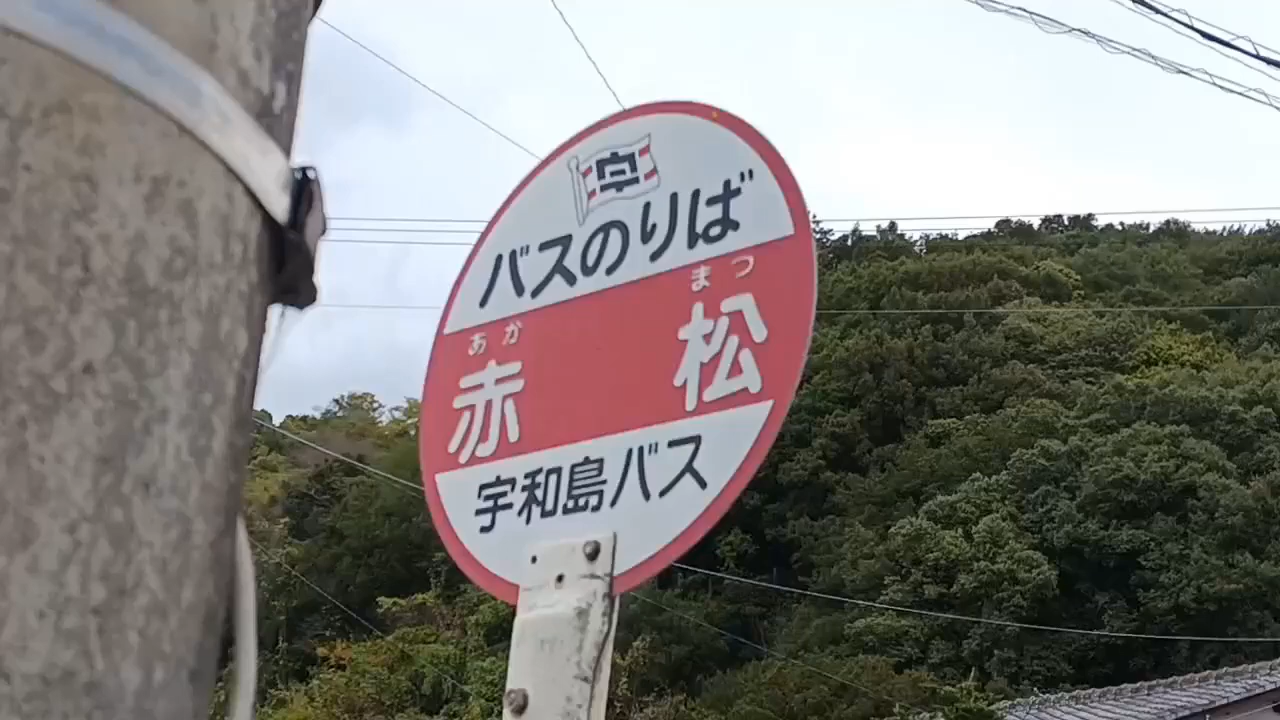 宇
バスのりば
あか まつ
赤 松
宇和島バス